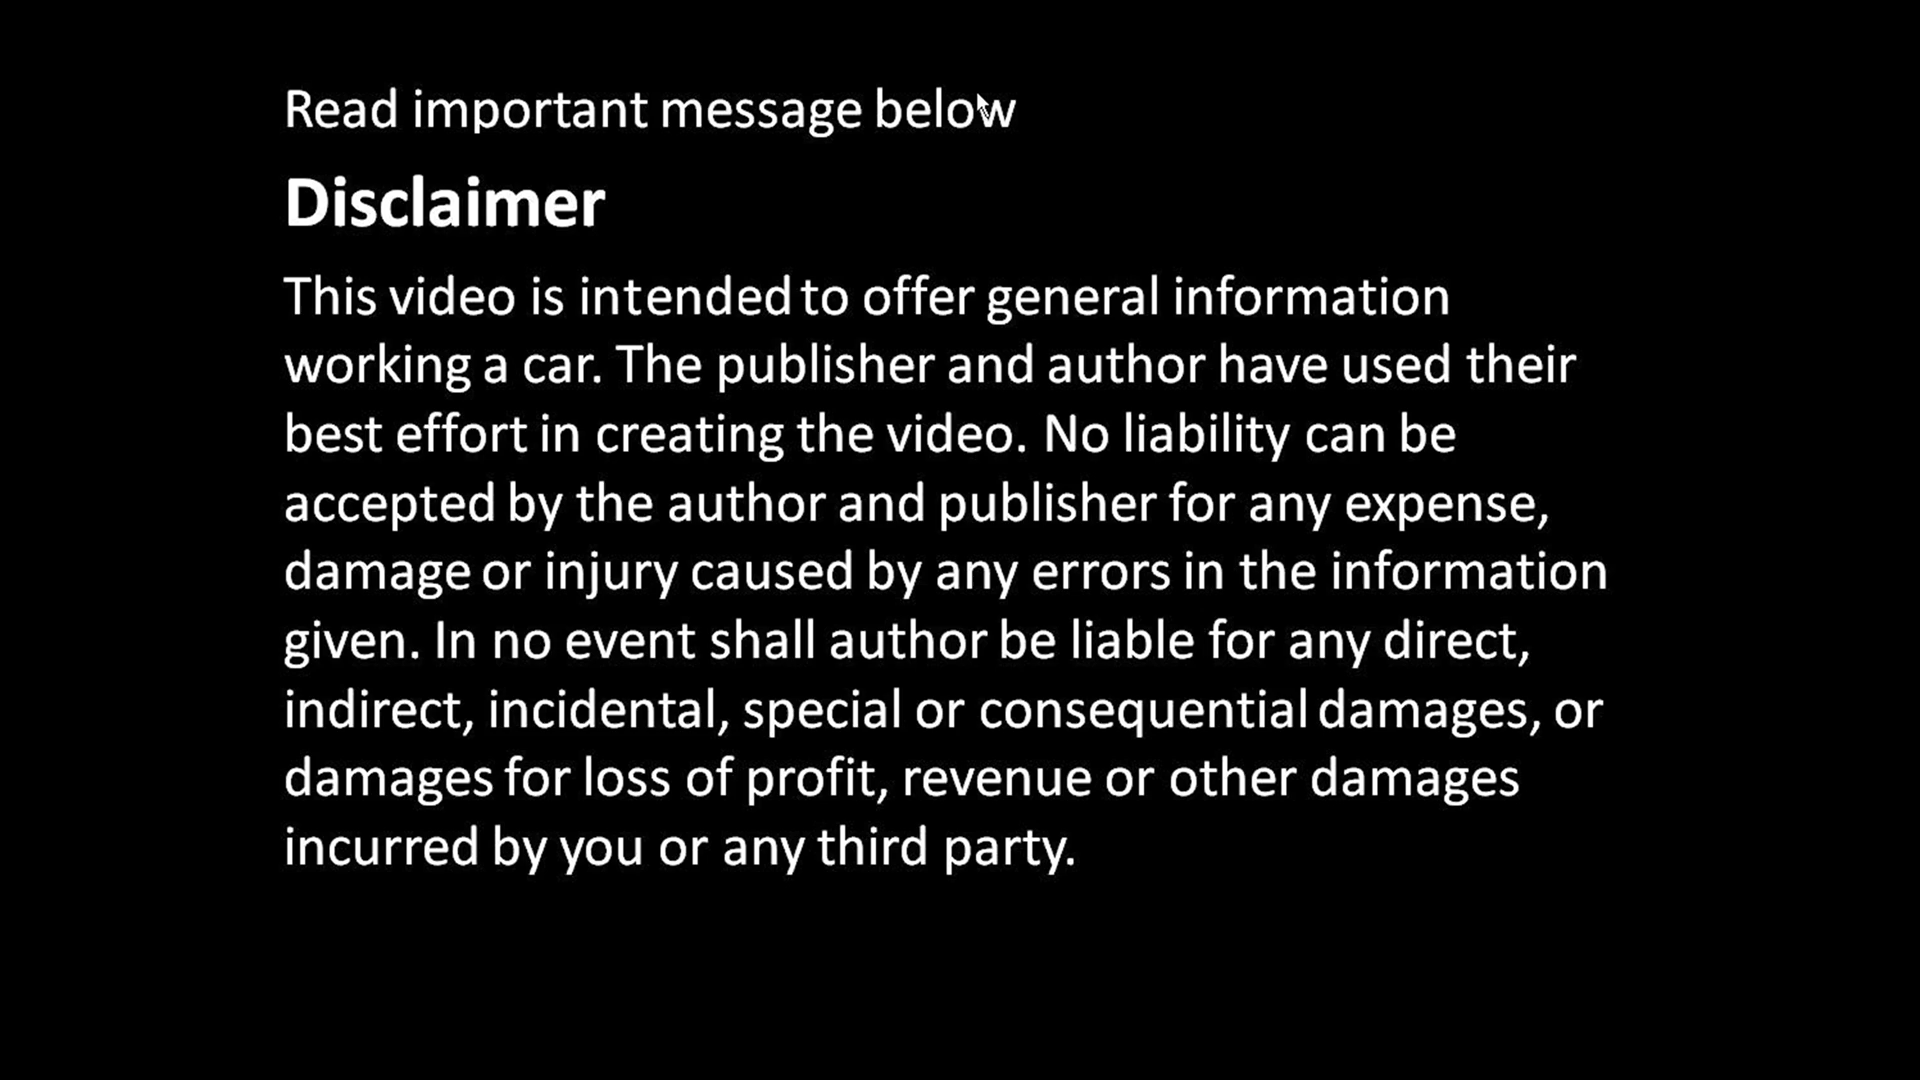 Read important message below
Disclaimer
This video is intended to offer general information
working a car. The publisher and author have used their
best effort in creating the video. No liability can be
accepted by the author and publisher for any expense,
damage or injury caused by any errors in the information
given. In no event shall author be liable for any direct,
indirect, incidental, special or consequential damages, or
damages for loss of profit, revenue or other damages
incurred by you or any third party.